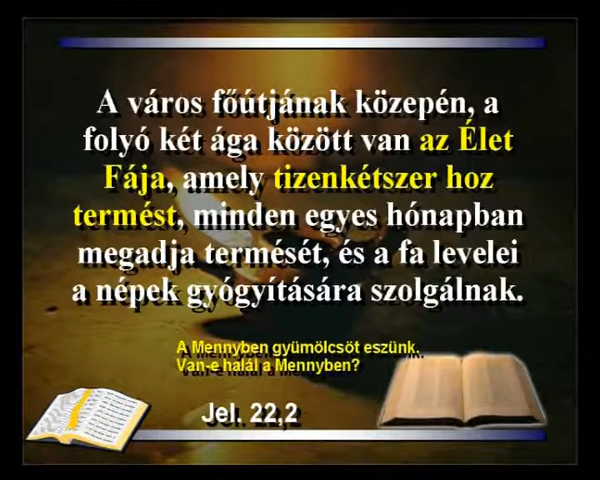 A város főútjának közepén, a
folyó két ága között van az Élet
Fája, amely tizenkétszer hoz
termést, minden egyes hónapban
megadja termését, és a fa levelei
a népek gyógyítására szolgálnak.
A Mennyben gyümölcsöt eszünk.
Van-e halál a Mennyben?
Jel. 22,2